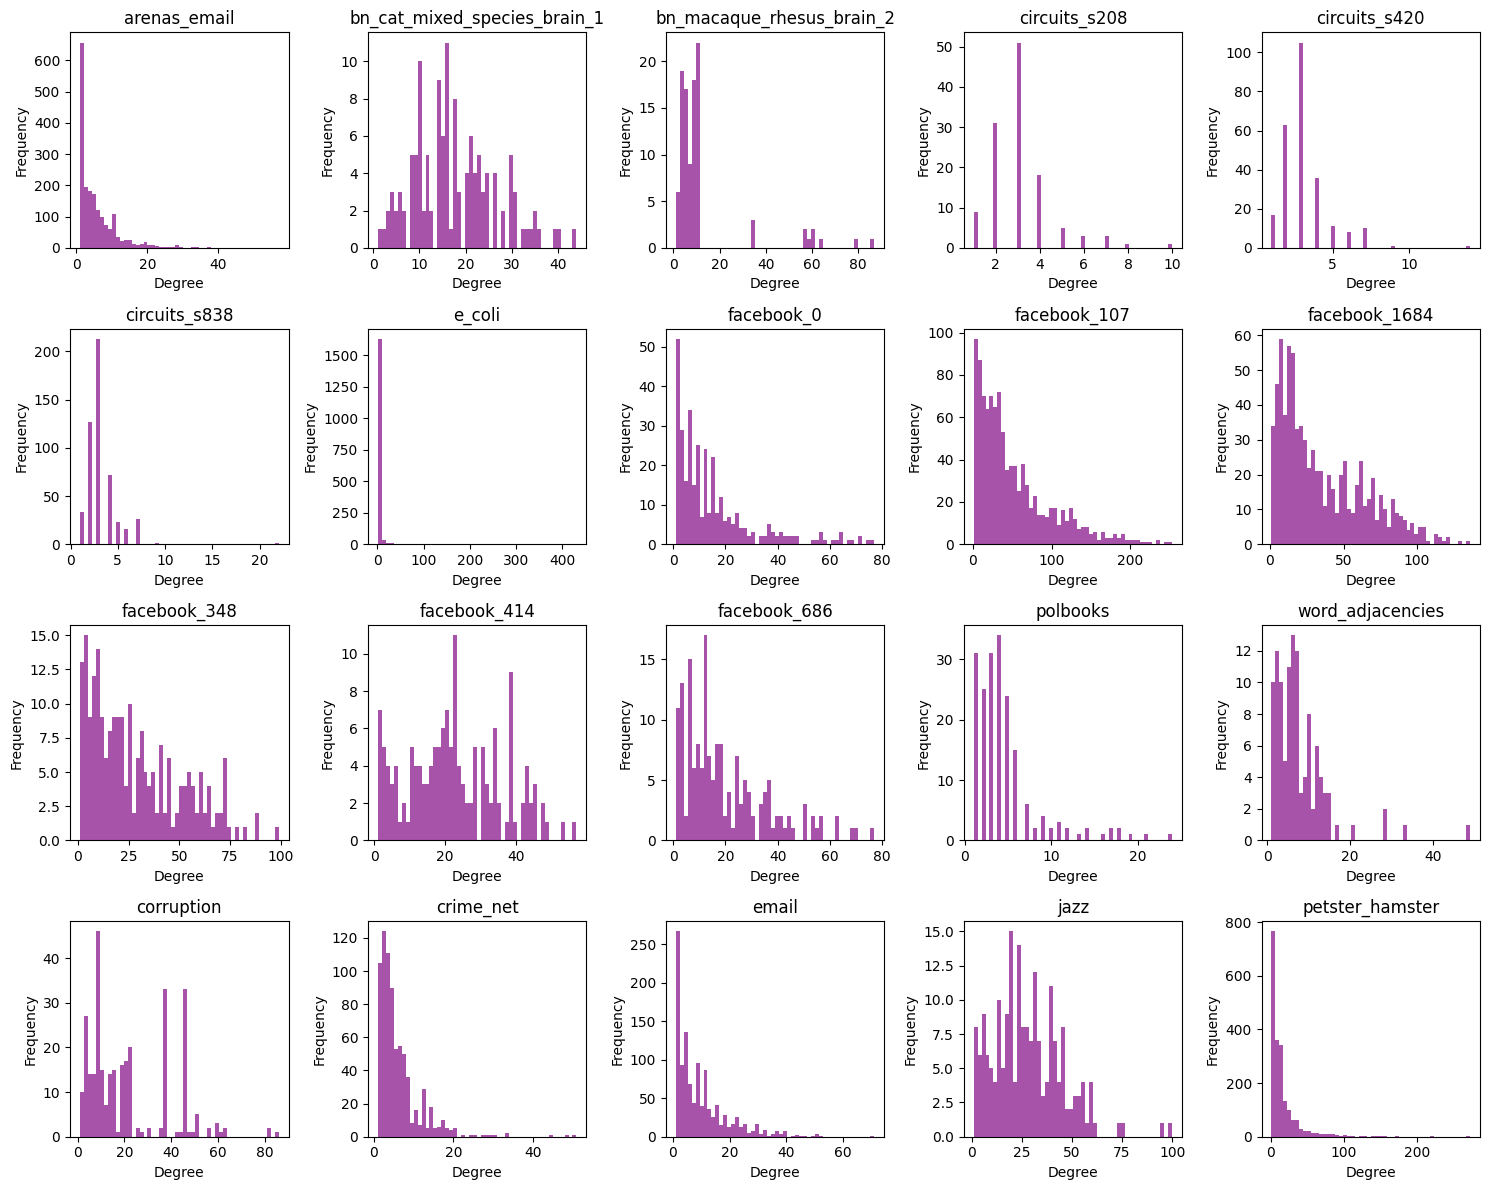 arenas_email
600
500
400
300
200
100
0
Frequency
0 20 40
Degree
bn_cat_mixed_species_brain_1
10
8
6
4
2
0
Frequency
0 10 20 30 40
Degree
bn_macaque_rhesus_brain_2
20
15
10
5
0
Frequency
0 20 40 60 80
Degree
circuits_s208
50
40
30
20
10
0
Frequency
2 4 6 8 10
Degree
circuits_s420
100
80
60
40
20
0
Frequency
5 10
Degree
circuits_s838
200
150
100
50
0
Frequency
0 5 10 15 20
Degree
e_coli
1500
1250
1000
750
500
250
0
Frequency
0 100 200 300 400
Degree
facebook_0
50
40
30
20
10
0
Frequency
0 20 40 60 80
Degree
facebook_107
100
80
60
40
20
0
Frequency
0 100 200
Degree
facebook_1684
60
50
40
30
20
10
0
Frequency
0 50 100
Degree
facebook_348
15.0
12.5
10.0
7.5
5.0
2.5
0.0
Frequency
0 25 50 75 100
Degree
facebook_414
10
8
6
4
2
0
Frequency
0 20 40
Degree
facebook_686
15
10
5
0
Frequency
0 20 40 60 80
Degree
polbooks
30
20
10
0
Frequency
0 10 20
Degree
word_adjacencies
12
10
8
6
4
2
0
Frequency
0 20 40
Degree
corruption
40
30
20
10
0
Frequency
0 20 40 60 80
Degree
crime_net
120
100
80
60
40
20
0
Frequency
0 20 40
Degree
email
250
200
150
100
50
0
Frequency
0 20 40 60
Degree
jazz
15.0
12.5
10.0
7.5
5.0
2.5
0.0
Frequency
0 25 50 75 100
Degree
petster_hamster
800
600
400
200
0
Frequency
0 100 200
Degree